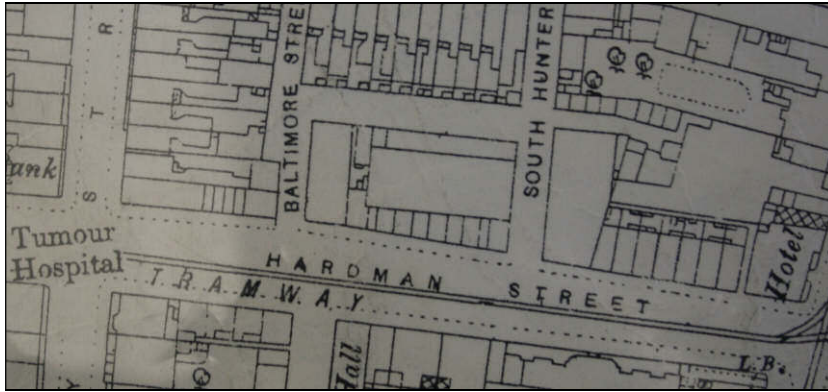 S T R
BALTIMORE STRE
SOUTH HUNTER
ank
Tumour
Hospital
HARDMAN STREET
TRAMWAY
Hotel
Hall
L.B.
Y